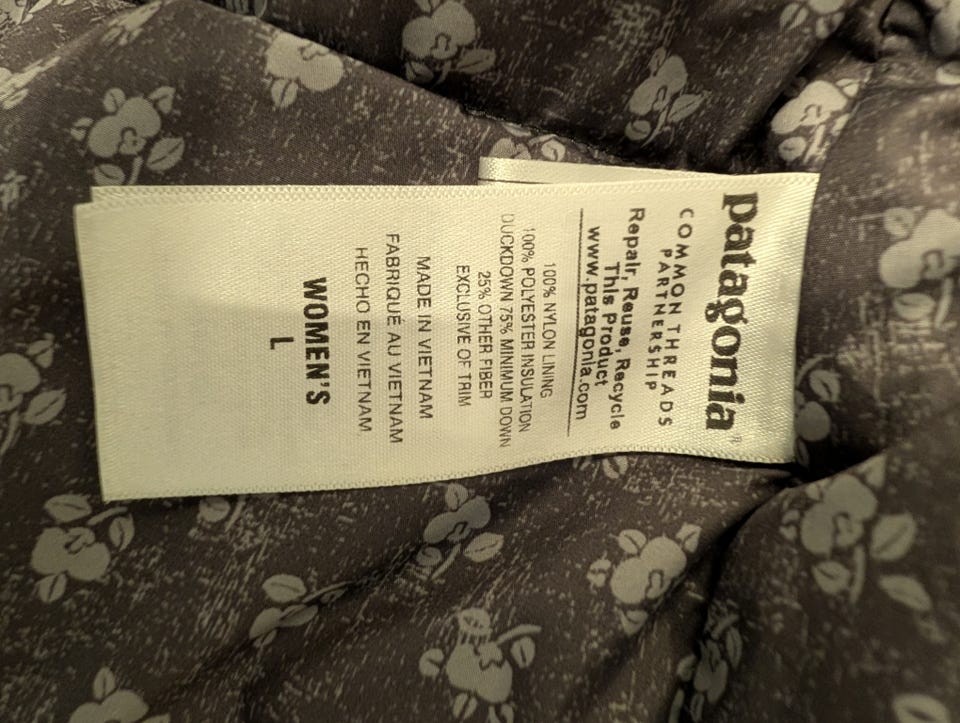 patagonia®
COMMON THREADS
PARTNERSHIP
Repair, Reuse, Recycle
This Product
www.patagonia.com
100% NYLON LINING
100% POLYESTER INSULATION
DUCKDOWN 75% MINIMUM DOWN
25% OTHER FIBER
EXCLUSIVE OF TRIM
MADE IN VIETNAM
FABRIQUÉ AU VIETNAM
HECHO EN VIETNAM
WOMEN'S
L